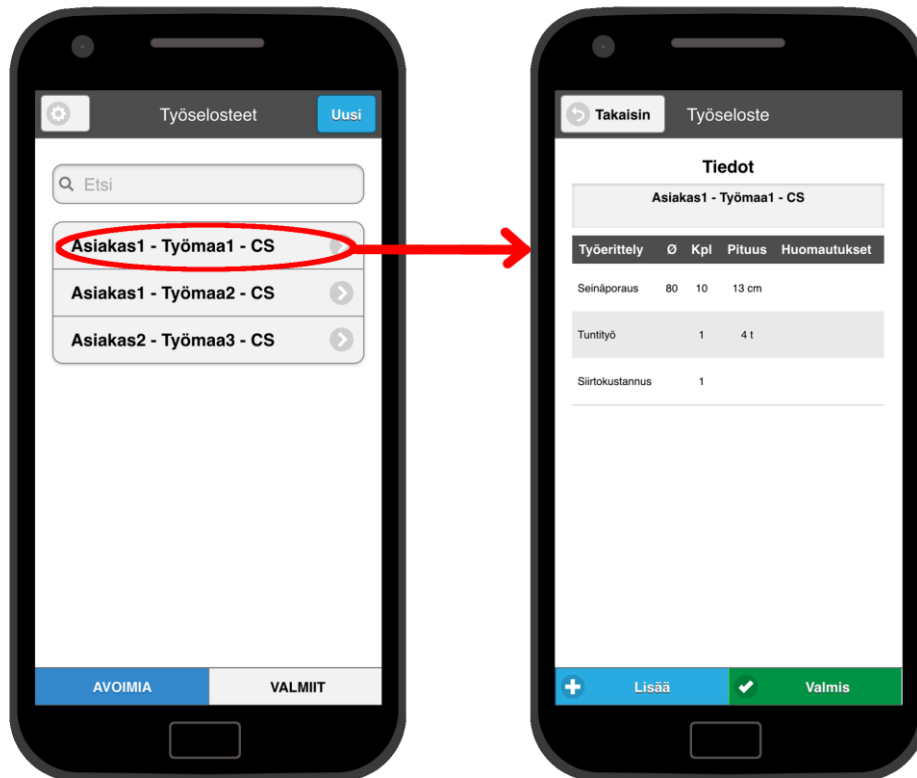 Työselosteet Uusi
Etsi
Asiakas1 - Työmaa1 - CS
Asiakas1 - Työmaa2 - CS
Asiakas2 - Työmaa3 - CS
AVOIMIA VALMIIT
Takaisin Työseloste
Tiedot
Asiakas1 - Työmaa1 - CS
Työerittely Ø Kpl Pituus Huomautukset
Seinäporaus 80 10 13 cm
Tuntityö 1 4 t
Siirtokustannus 1
Lisää Valmis